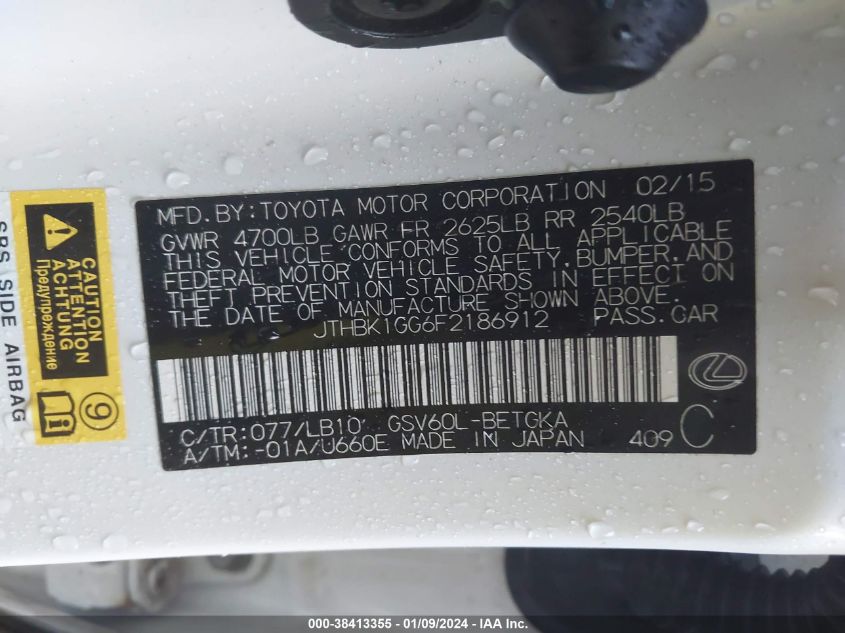 MFD. BY: TOYOTA MOTOR CORPORATION 02/15
GVWR 4700LB GAWR FR 2625LB RR 2540LB
THIS VEHICLE CONFORMS TO ALL APPLICABLE
FEDERAL MOTOR VEHICLE SAFETY, BUMPER, AND
THEFT PREVENTION STANDARDS IN EFFECT ON
THE DATE OF MANUFACTURE SHOWN ABOVE.
JTHBK1GG6F2186912 PASS.CAR
C/TR: 077/LB10 GSV60L-BETGKA
A/TM: -01A/U660E MADE IN JAPAN 409 C
SRS SIDE AIRBAG
CAUTION
ATTENTION
ACHTUNG
Предупреждение
9
000-38413355 - 01/09/2024 - IAA Inc.